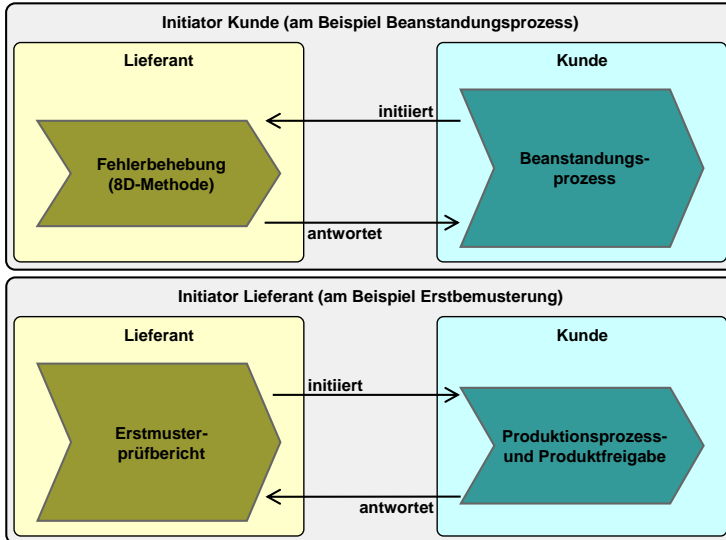 Initiator Kunde (am Beispiel Beanstandungsprozess)
Lieferant
Kunde
initiiert
Fehlerbehebung
(8D-Methode)
Beanstandungs-
prozess
antwortet
Initiator Lieferant (am Beispiel Erstbemusterung)
Lieferant
Kunde
initiiert
Erstmuster-
prüfbericht
Produktionsprozess-
und Produktfreigabe
antwortet